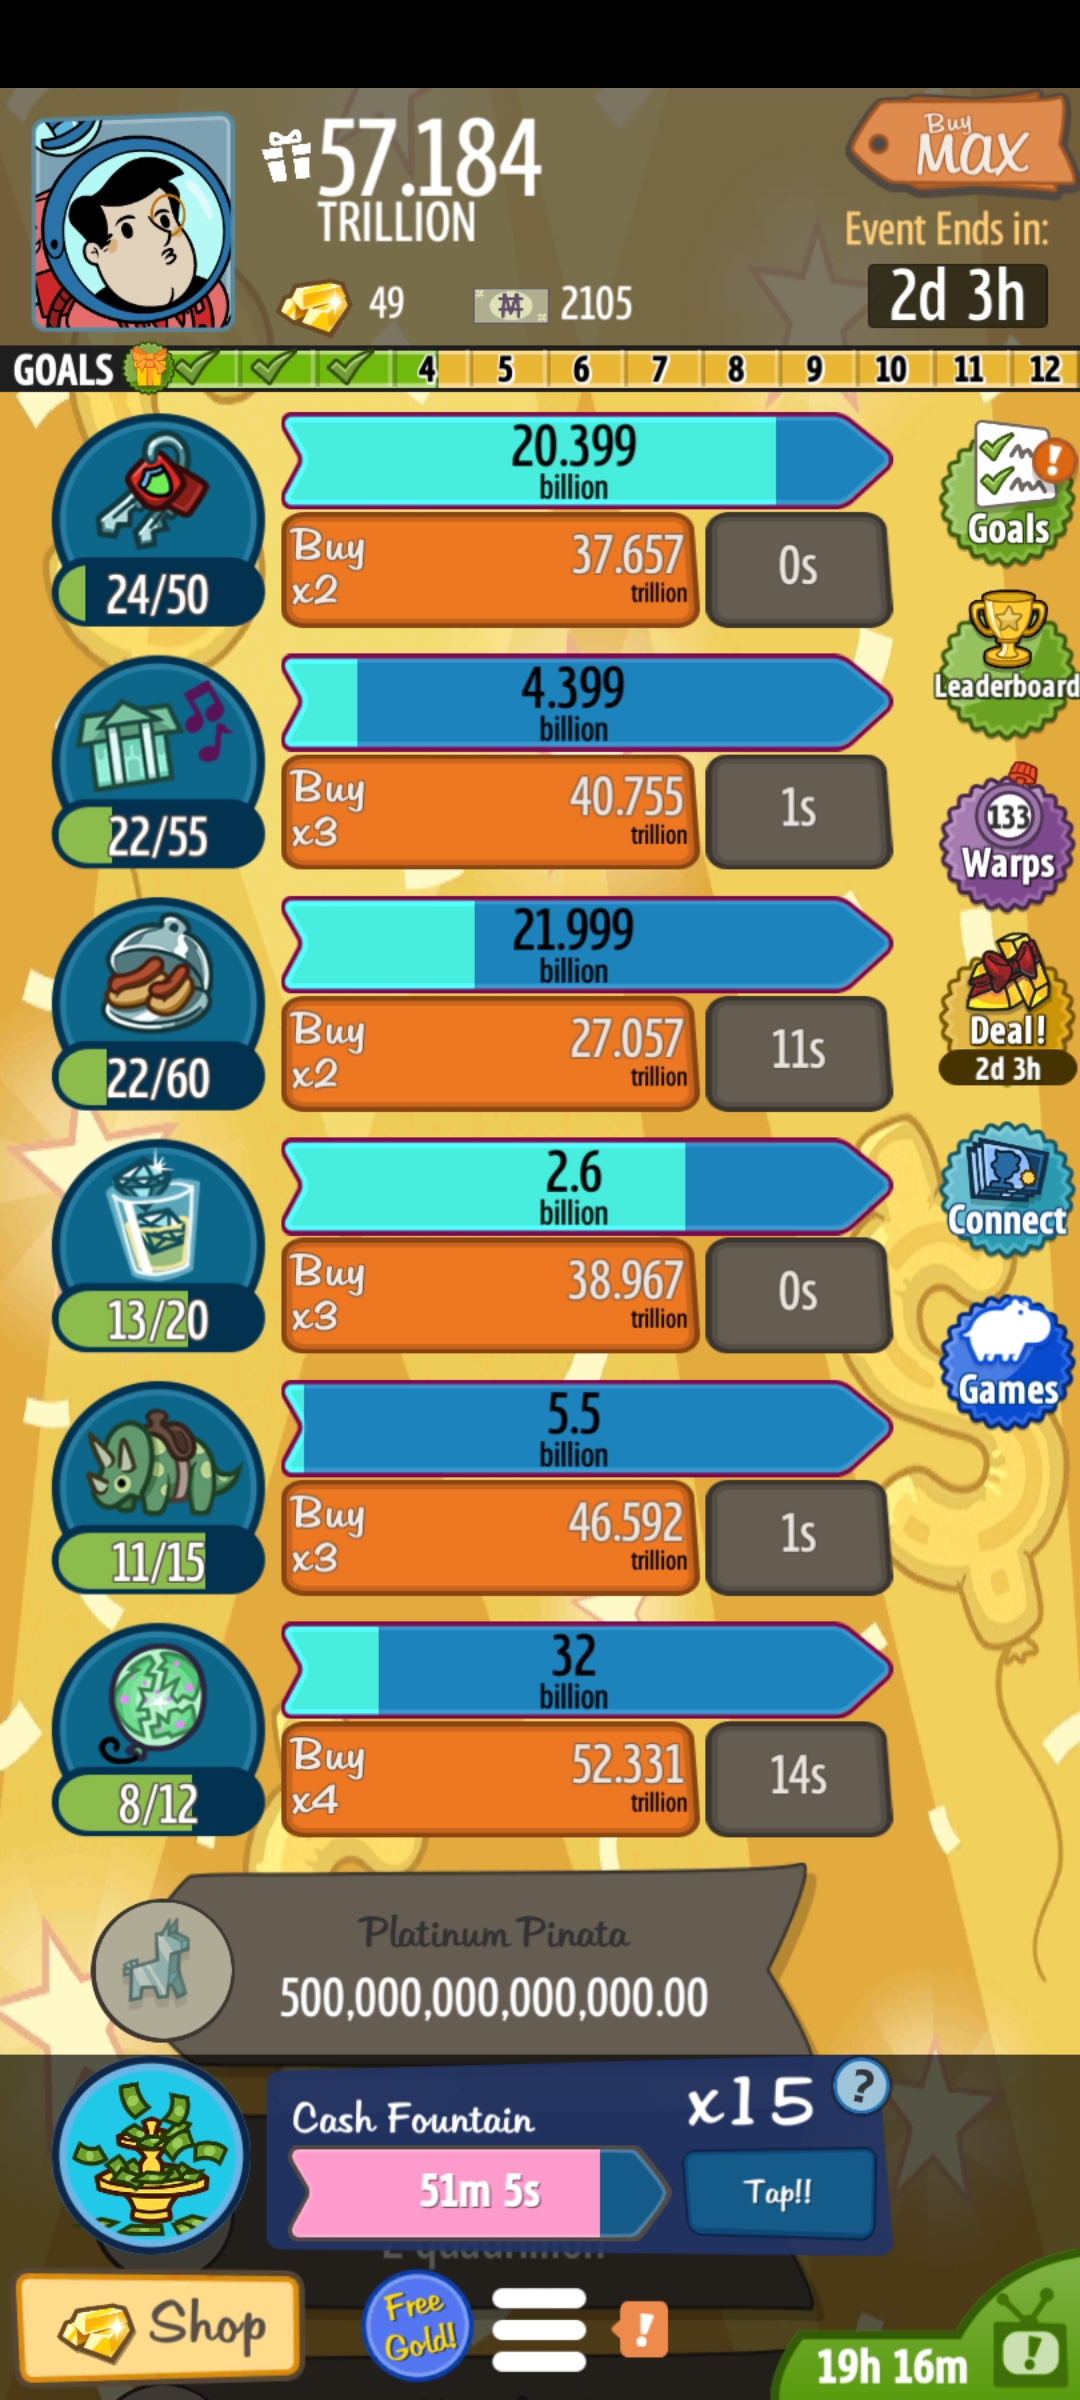 57.184
TRILLION
Buy
MAX
Event Ends in:
2d 3h
49
2105
GOALS 4 5 6 7 8 9 10 11 12
20.399
billion
Buy
x2
37.657
trillion
0s
24/50
Goals
Leaderboard
4.399
billion
Buy
x3
40.755
trillion
1s
22/55
133
Warps
21.999
billion
Buy
x2
27.057
trillion
11s
22/60
Deal!
2d 3h
2.6
billion
Buy
x3
38.967
trillion
0s
13/20
Connect
Games
5.5
billion
Buy
x3
46.592
trillion
1s
11/15
32
billion
Buy
x4
52.331
trillion
14s
8/12
Platinum Pinata
500,000,000,000,000.00
Cash Fountain
x15
?
51m 5s
Tap!!
2 quadrillion
Shop
Free
Gold!
!
19h 16m
!